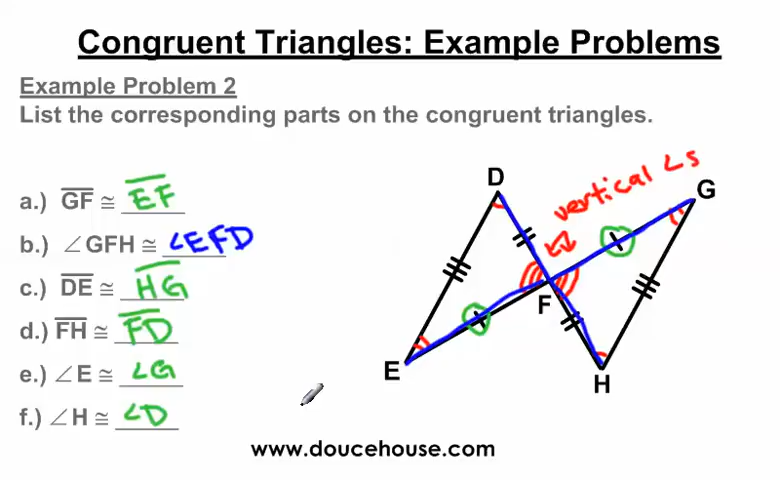 Congruent Triangles: Example Problems
Example Problem 2
List the corresponding parts on the congruent triangles.
a.) GF ≅ EF
b.) ∠GFH ≅ ∠EFD
c.) DE ≅ HG
d.) FH ≅ FD
e.) ∠E ≅ ∠G
f.) ∠H ≅ ∠D
vertical ∠s
D
G
F
E
H
www.doucehouse.com